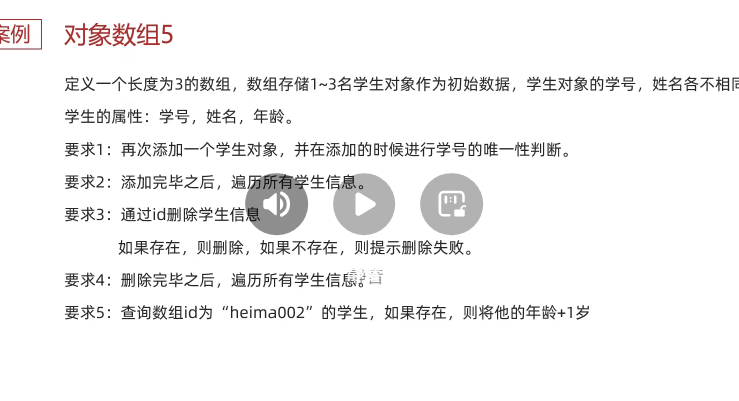 案例
对象数组5
定义一个长度为3的数组，数组存储1~3名学生对象作为初始数据，学生对象的学号，姓名各不相同
学生的属性：学号，姓名，年龄。
要求1：再次添加一个学生对象，并在添加的时候进行学号的唯一性判断。
要求2：添加完毕之后，遍历所有学生信息。
要求3：通过id删除学生信息
如果存在，则删除，如果不存在，则提示删除失败。
要求4：删除完毕之后，遍历所有学生信息。
静音
要求5：查询数组id为“heima002”的学生，如果存在，则将他的年龄+1岁